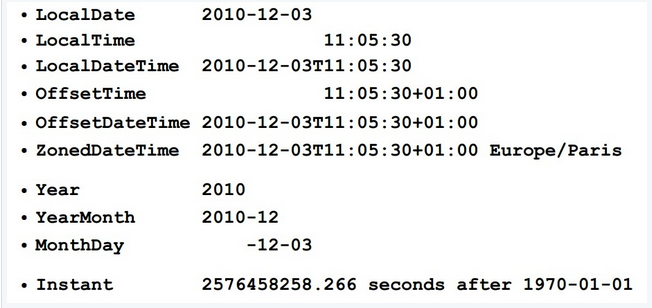 • LocalDate 2010-12-03
• LocalTime 11:05:30
• LocalDateTime 2010-12-03T11:05:30
• OffsetTime 11:05:30+01:00
• OffsetDateTime 2010-12-03T11:05:30+01:00
• ZonedDateTime 2010-12-03T11:05:30+01:00 Europe/Paris
• Year 2010
• YearMonth 2010-12
• MonthDay -12-03
• Instant 2576458258.266 seconds after 1970-01-01